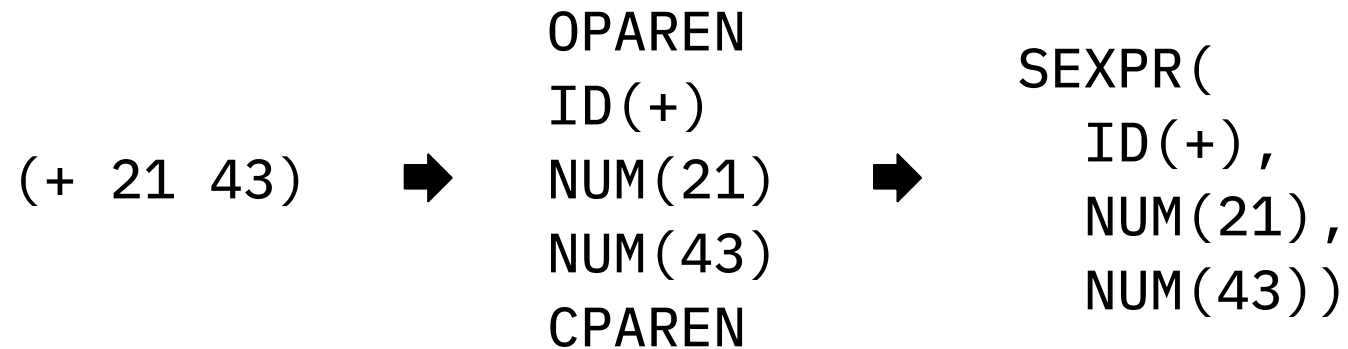 (+ 21 43)
OPAREN
ID(+)
NUM(21)
NUM(43)
CPAREN
SEXPR(
ID(+),
NUM(21),
NUM(43))